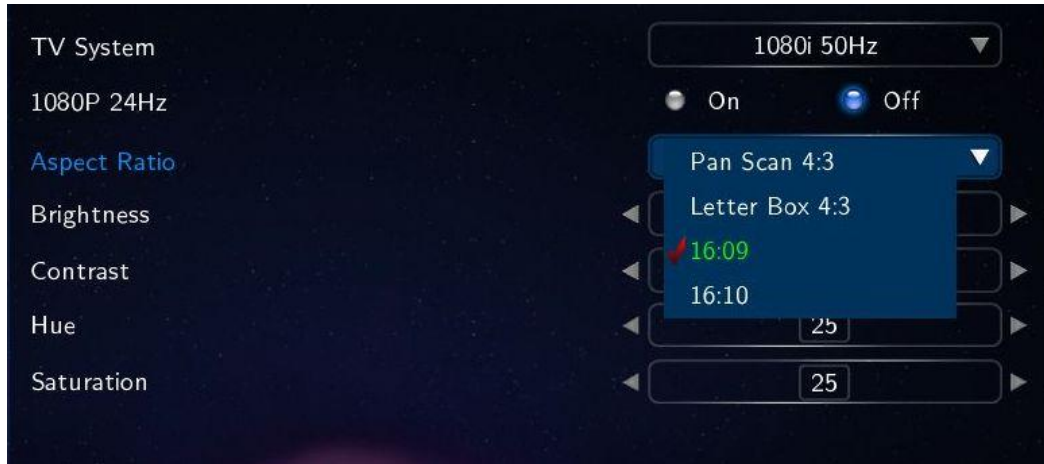 TV System 1080i 50Hz
1080P 24Hz On Off
Aspect Ratio Pan Scan 4:3
Letter Box 4:3
Brightness
16:09
Contrast
16:10
Hue 25
Saturation 25